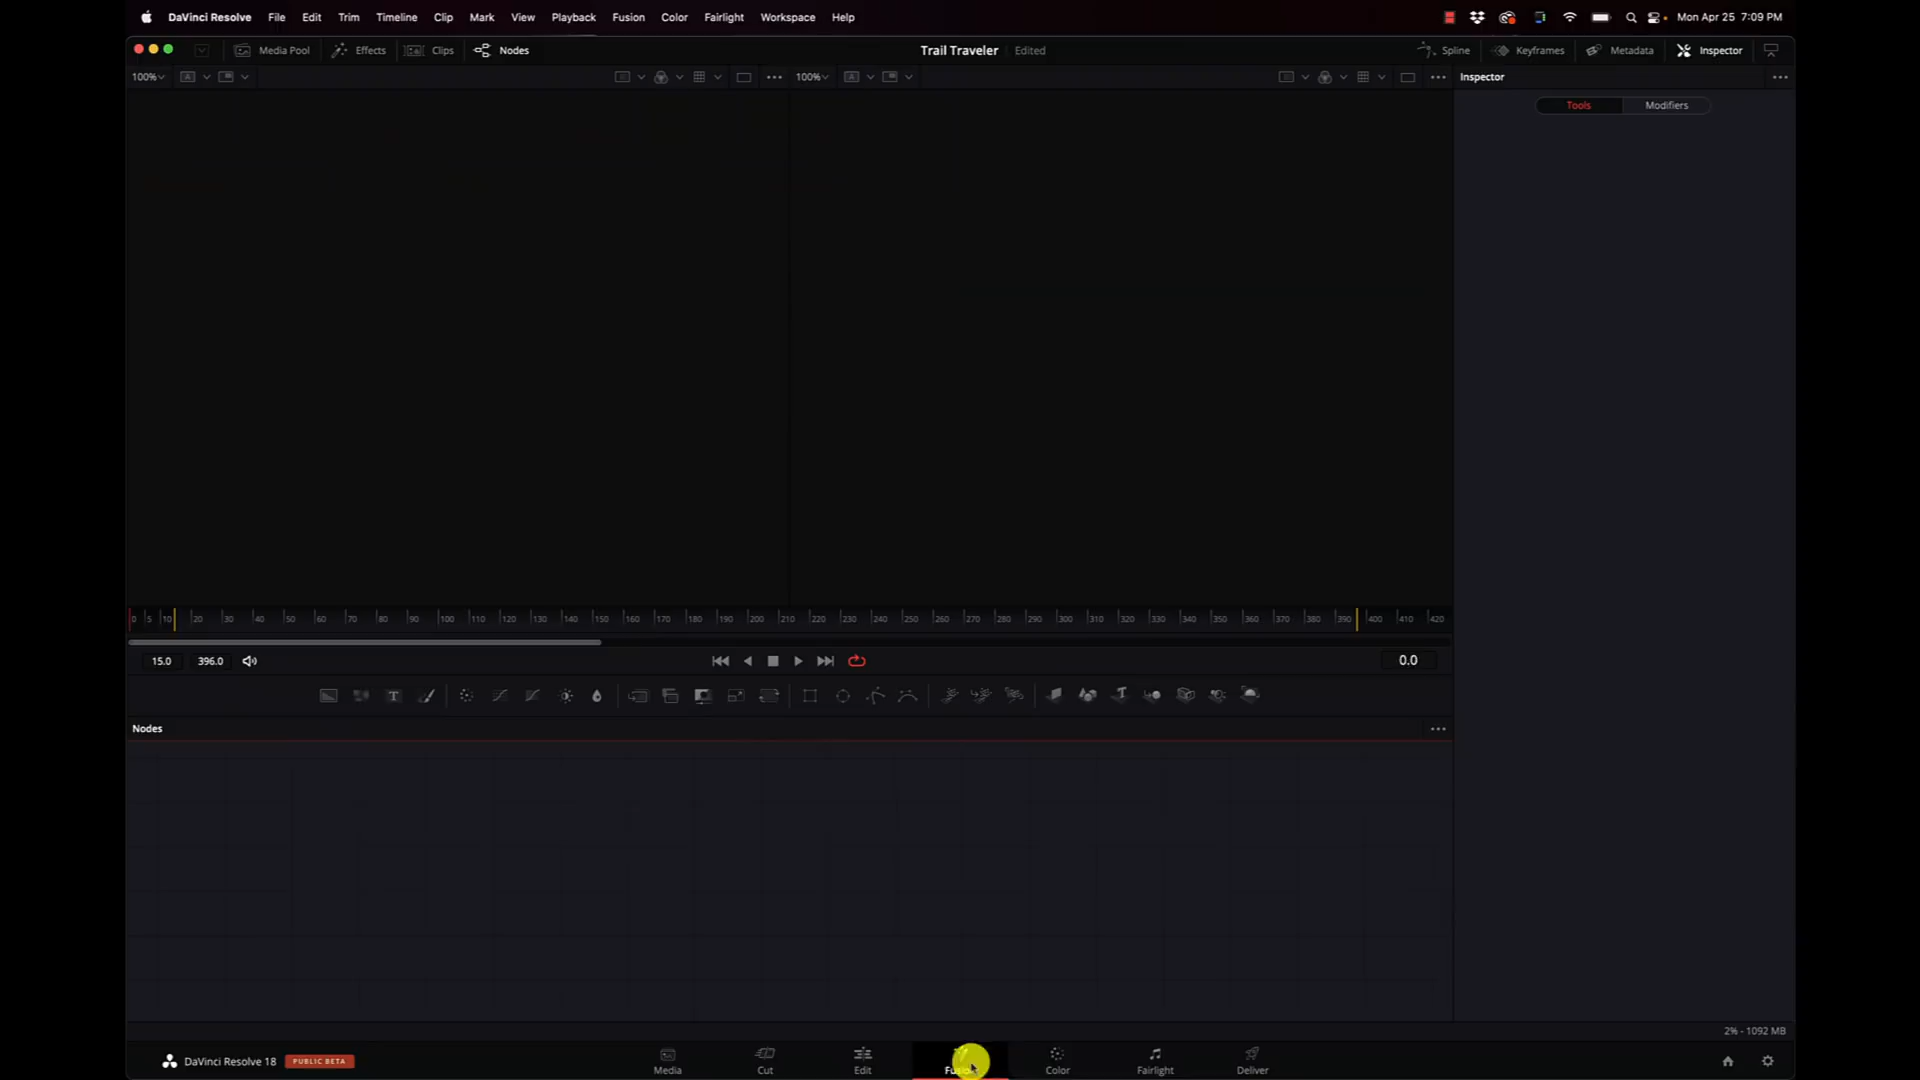 DaVinci Resolve File Edit Trim Timeline Clip Mark View Playback Fusion Color Fairlight Workspace Help Mon Apr 25 7:09 PM
Media Pool Effects Clips Nodes Trail Traveler Edited Spline Keyframes Metadata Inspector
100% 100% Inspector
Tools Modifiers
0 5 10 20 30 40 50 60 70 80 90 100 110 120 130 140 150 160 170 180 190 200 210 220 230 240 250 260 270 280 290 300 310 320 330 340 350 360 370 380 390 400 410 420
15.0 396.0 0.0
Nodes
2% - 1092 MB
DaVinci Resolve 18 PUBLIC BETA Media Cut Edit Fusion Color Fairlight Deliver